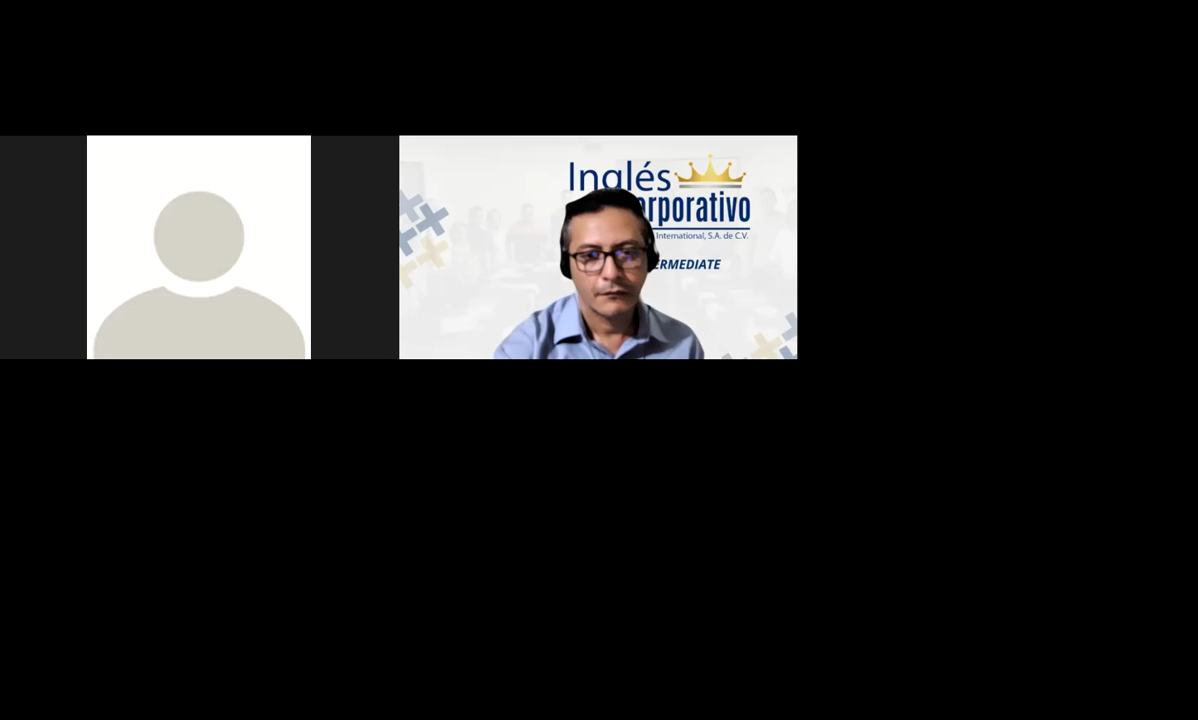 Inglés
orporativo
International, S.A. de C.V.
ERMEDIATE